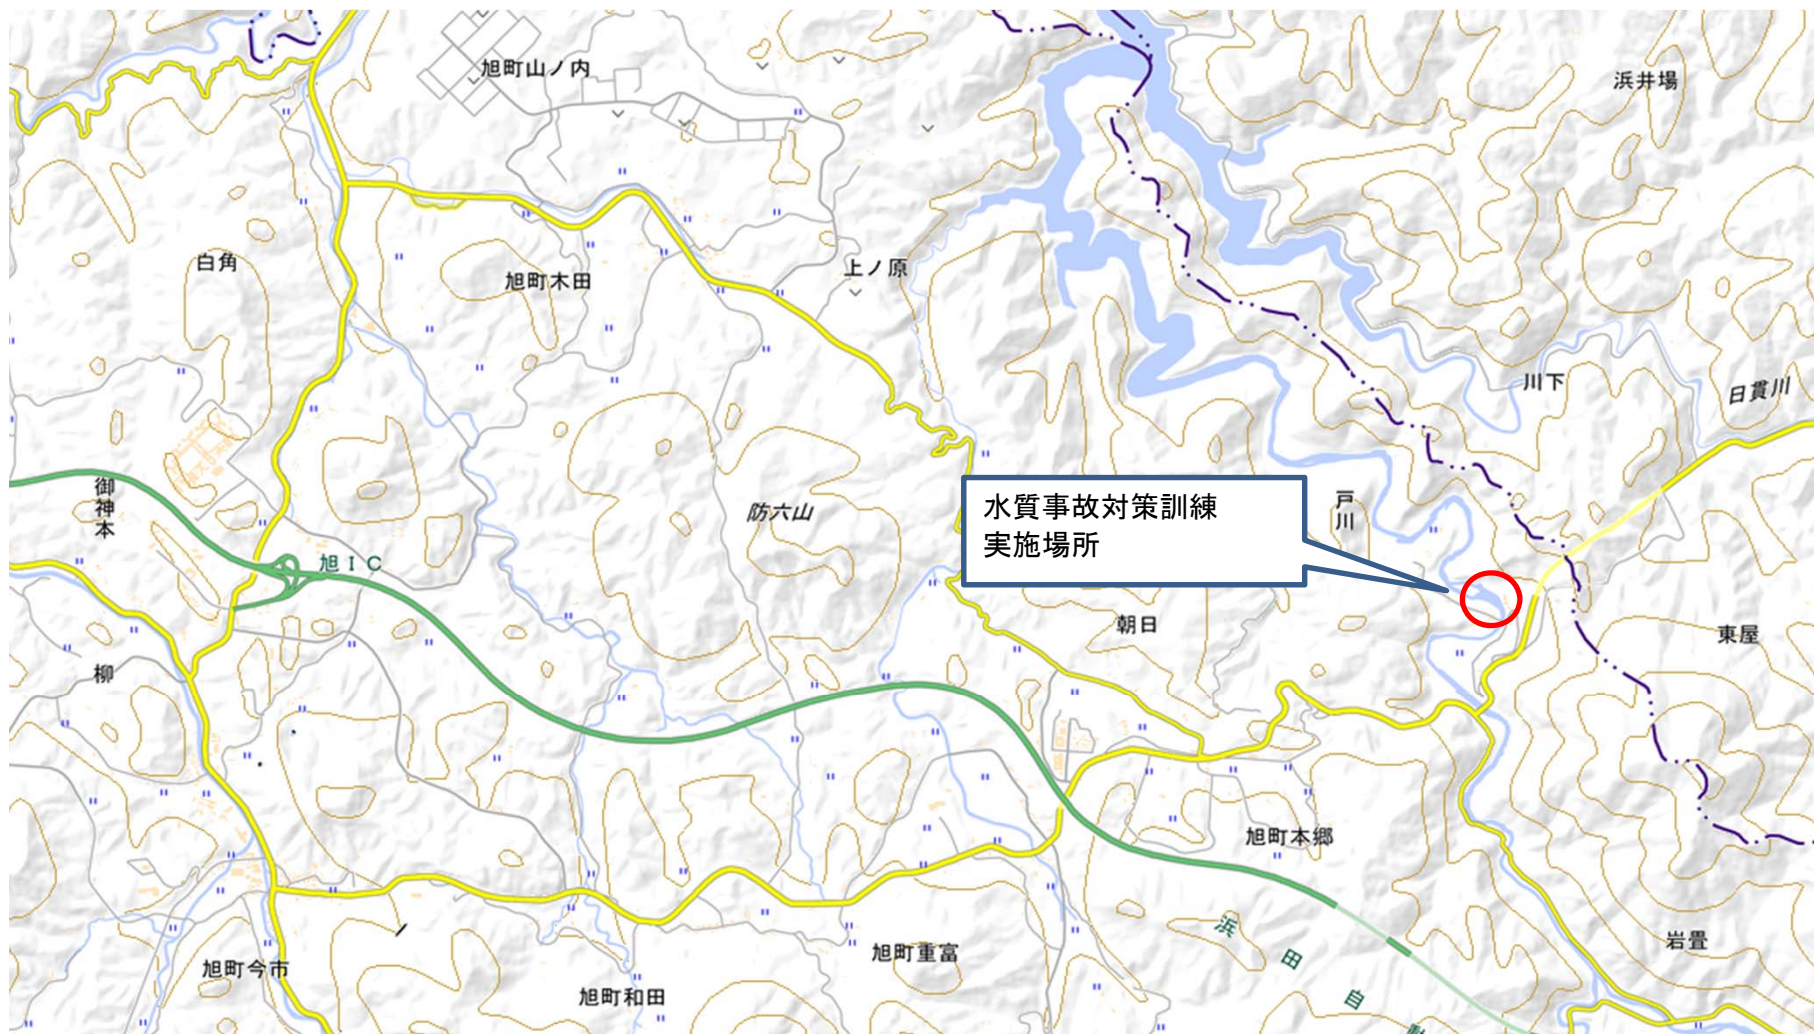 旭町山ノ内
浜井場
白角
旭町木田
上ノ原
川下
日貫川
御神本
防六山
水質事故対策訓練
実施場所
戸川
旭IC
朝日
東屋
柳
旭町本郷
浜田自動
岩畳
旭町重富
旭町今市
旭町和田